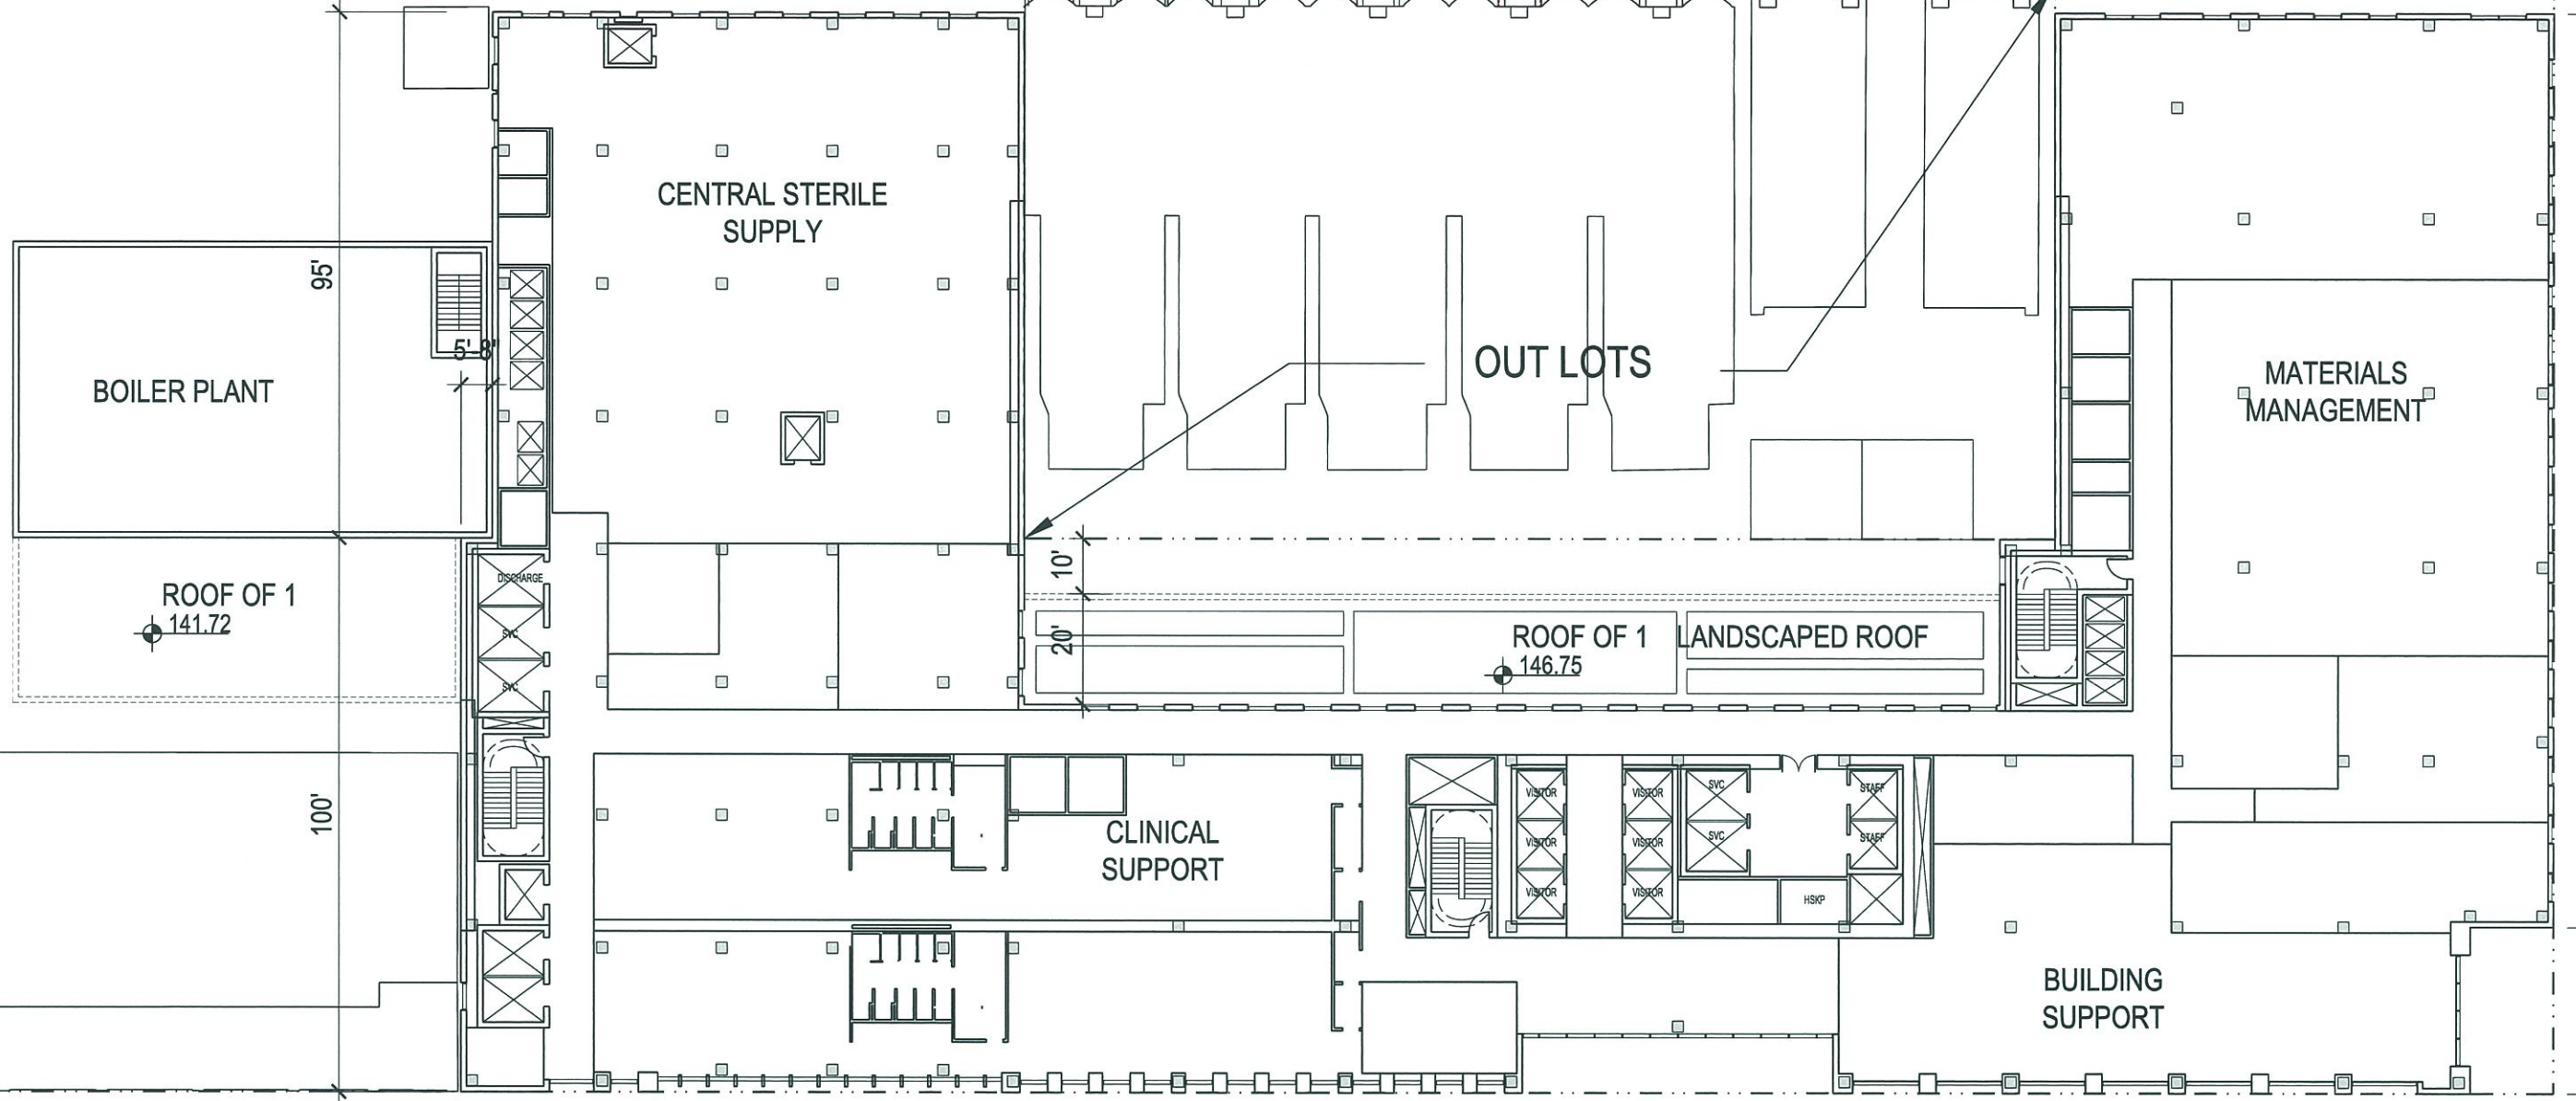 CENTRAL STERILE
SUPPLY
95'
5'-8"
BOILER PLANT
OUT LOTS
MATERIALS
MANAGEMENT
10'
DISCHARGE
ROOF OF 1
141.72
SVC
SVC
20'
ROOF OF 1
LANDSCAPED ROOF
146.75
100'
CLINICAL
SUPPORT
VISITOR
VISITOR
SVC
STAFF
VISITOR
VISITOR
SVC
STAFF
VISITOR
VISITOR
HSKP
BUILDING
SUPPORT